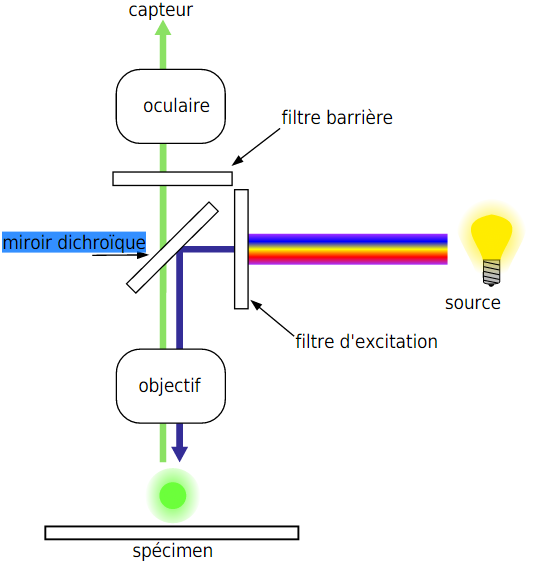 capteur
oculaire
filtre barrière
miroir dichroïque
source
filtre d'excitation
objectif
spécimen